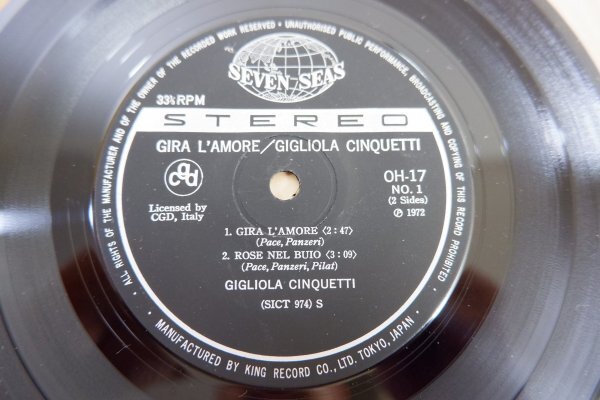 ALL RIGHTS OF THE MANUFACTURER AND OF THE OWNER OF THE RECORDED WORK RESERVED • UNAUTHORISED PUBLIC PERFORMANCE, BROADCASTING AND COPYING OF THIS RECORD PROHIBITED •
SEVEN-SEAS
33⅓RPM
STEREO
GIRA L'AMORE/GIGLIOLA CINQUETTI
cgd
Licensed by
CGD, Italy
OH-17
NO. 1
(2 Sides)
℗ 1972
1. GIRA L'AMORE 〈2:47〉
(Pace, Panzeri)
2. ROSE NEL BUIO 〈3:09〉
(Pace, Panzeri, Pilat)
GIGLIOLA CINQUETTI
(SICT 974) S
MANUFACTURED BY KING RECORD CO., LTD. TOKYO, JAPAN.